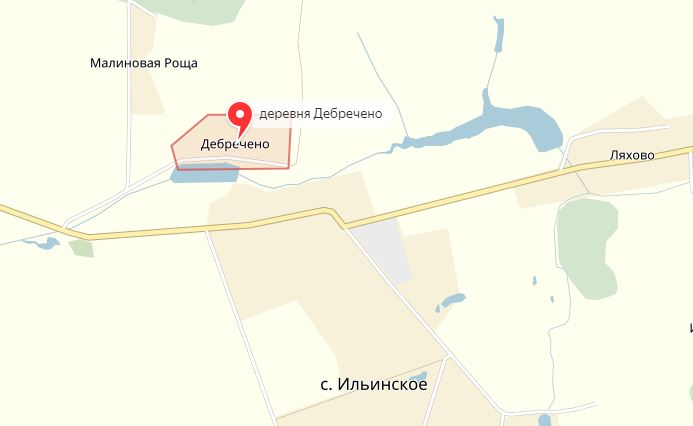 Малиновая Роща
деревня Дебречено
Дебречено
Ляхово
с. Ильинское